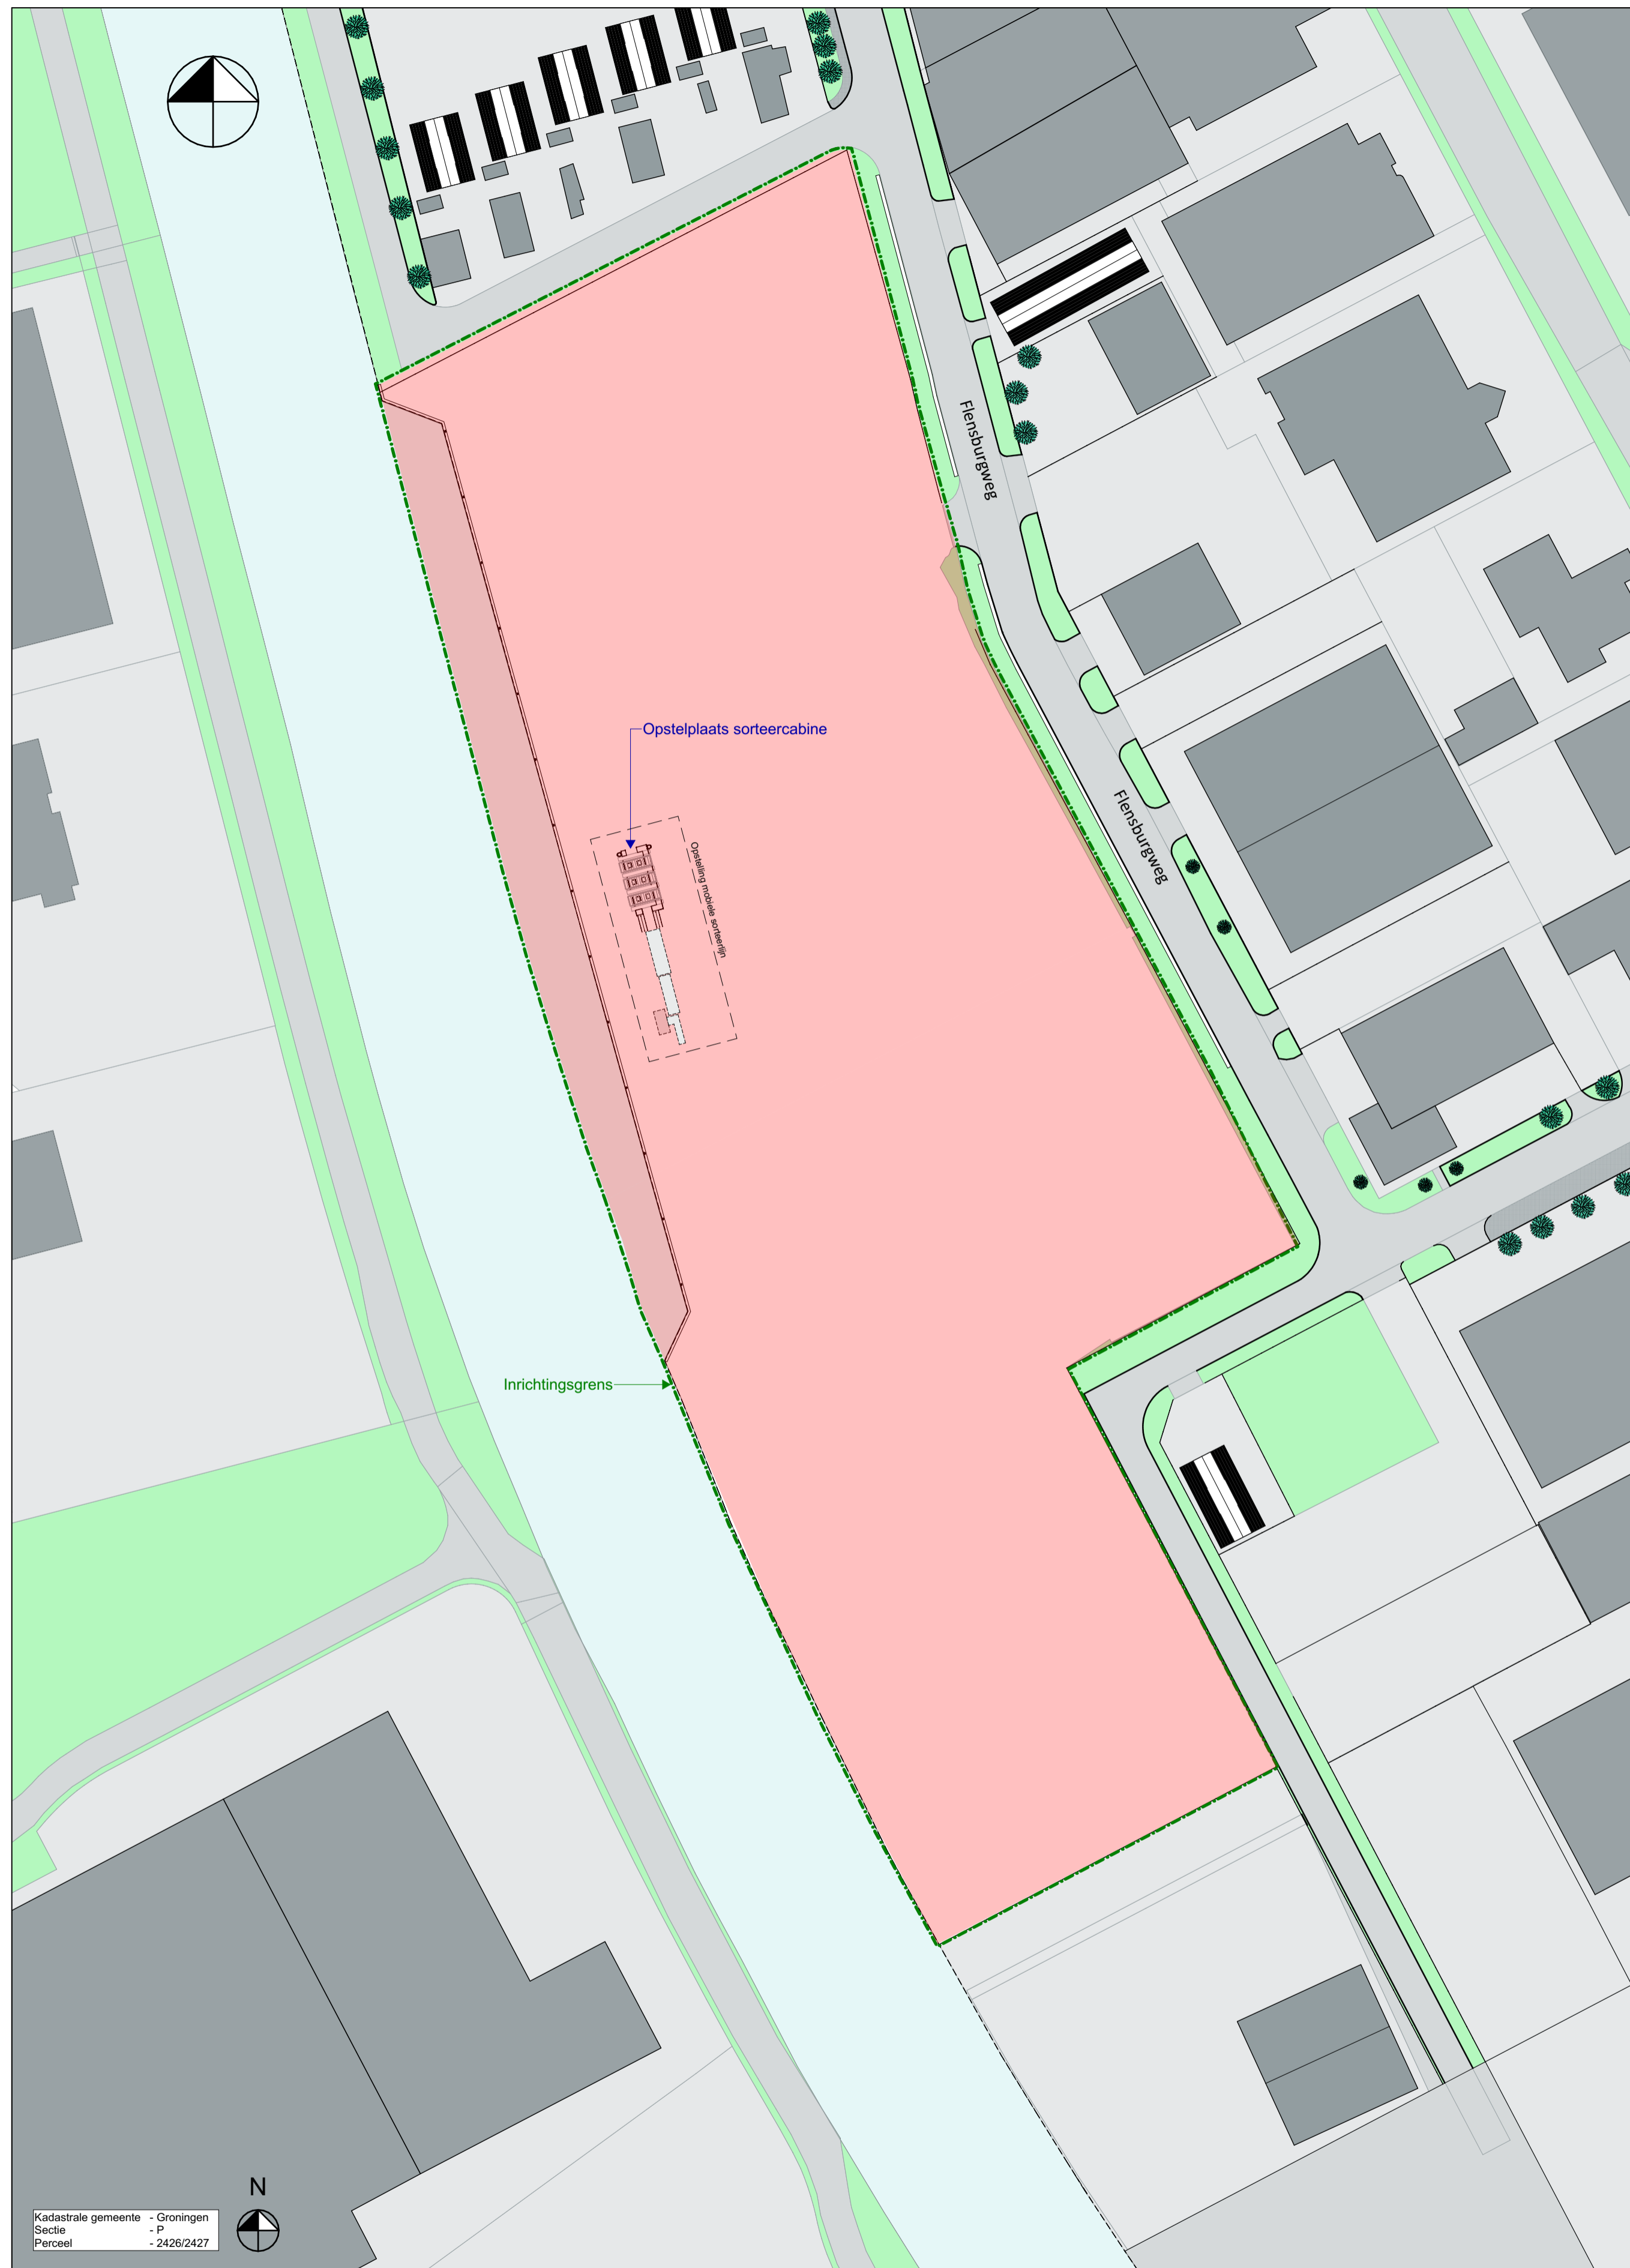 Flensburgweg
Opstelplaats sorteercabine
Flensburgweg
Opstelling mobiele sorteerlijn
Inrichtingsgrens
N
Kadastrale gemeente - Groningen
Sectie - P
Perceel - 2426/2427